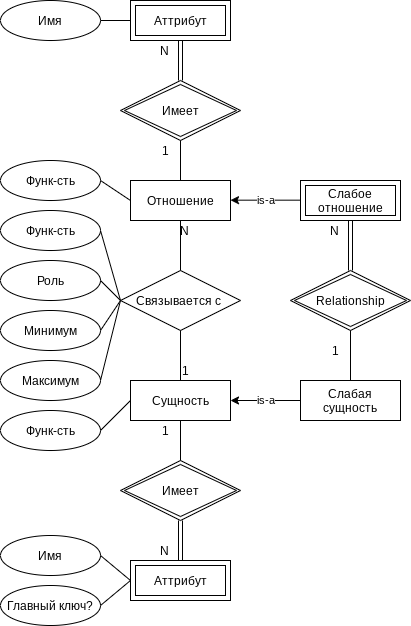 Имя
Аттрибут
N
Имеет
1
Функ-сть
Отношение
is-a
Слабое
отношение
Функ-сть
N
N
Роль
Связывается с
Relationship
Минимум
1
Максимум
1
Сущность
is-a
Слабая
сущность
Функ-сть
1
Имеет
N
Имя
Аттрибут
Главный ключ?